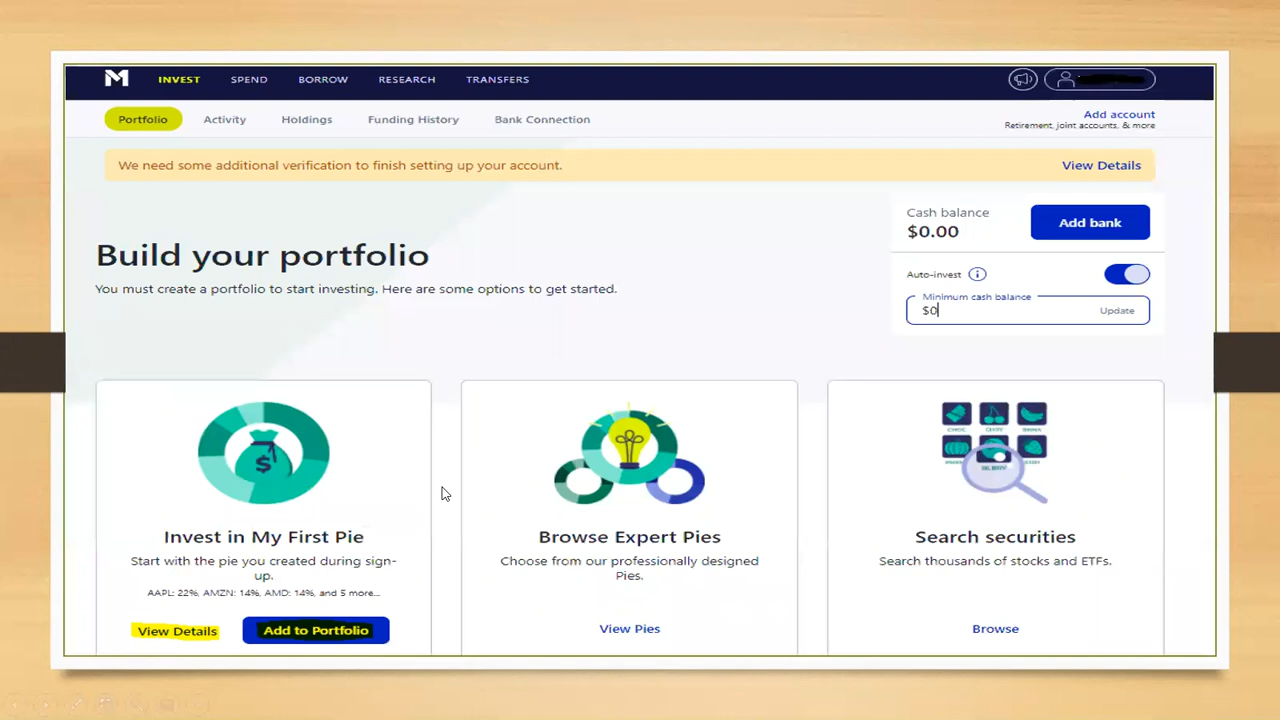 M INVEST SPEND BORROW RESEARCH TRANSFERS
Portfolio Activity Holdings Funding History Bank Connection
Add account
Retirement, joint accounts, & more
We need some additional verification to finish setting up your account. View Details
Cash balance
$0.00
Add bank
Build your portfolio
You must create a portfolio to start investing. Here are some options to get started.
Auto-invest
Minimum cash balance
$0 Update
Invest in My First Pie
Start with the pie you created during sign-
up.
AAPL: 22%, AMZN: 14%, AMD: 14%, and 5 more...
View Details Add to Portfolio
Browse Expert Pies
Choose from our professionally designed
Pies.
View Pies
Search securities
Search thousands of stocks and ETFs.
Browse